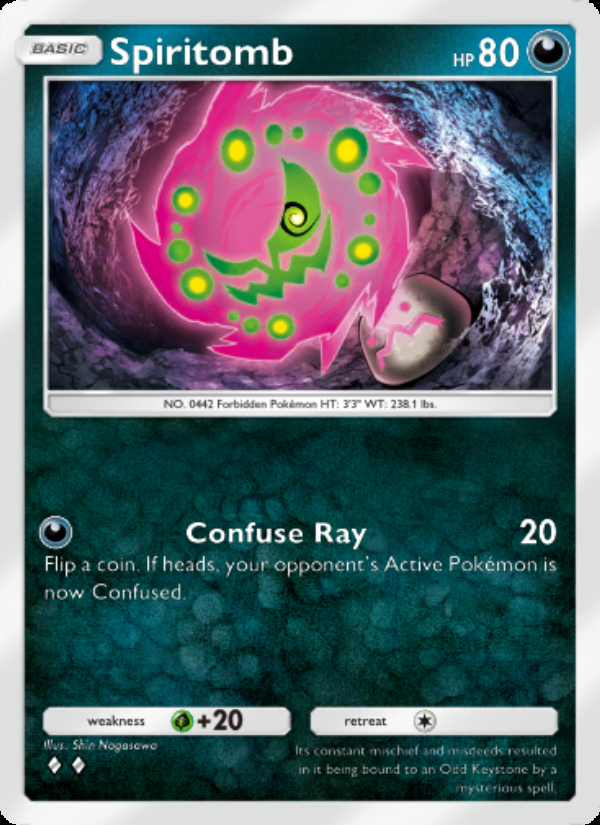 BASIC Spiritomb HP 80
NO. 0442 Forbidden Pokémon HT: 3'3" WT: 238.1 lbs.
Confuse Ray 20
Flip a coin. If heads, your opponent's Active Pokémon is
now Confused.
weakness +20 retreat
Illus. Shin Nagasawa
Its constant mischief and misdeeds resulted
in it being bound to an Odd Keystone by a
mysterious spell.